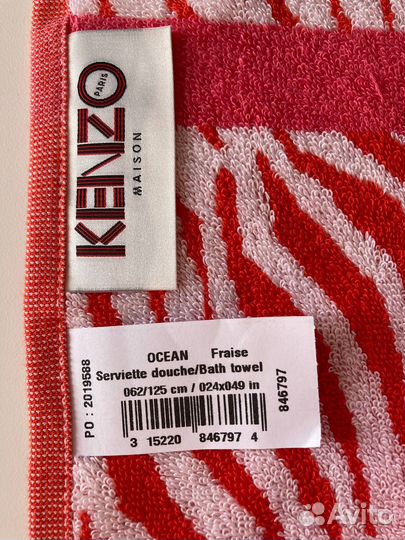 KENZO
PARIS
MAISON
OCEAN Fraise
Serviette douche/Bath towel
062/125 cm / 024x049 in
3 15220 846797 4
PO : 2019588
846797
Avito